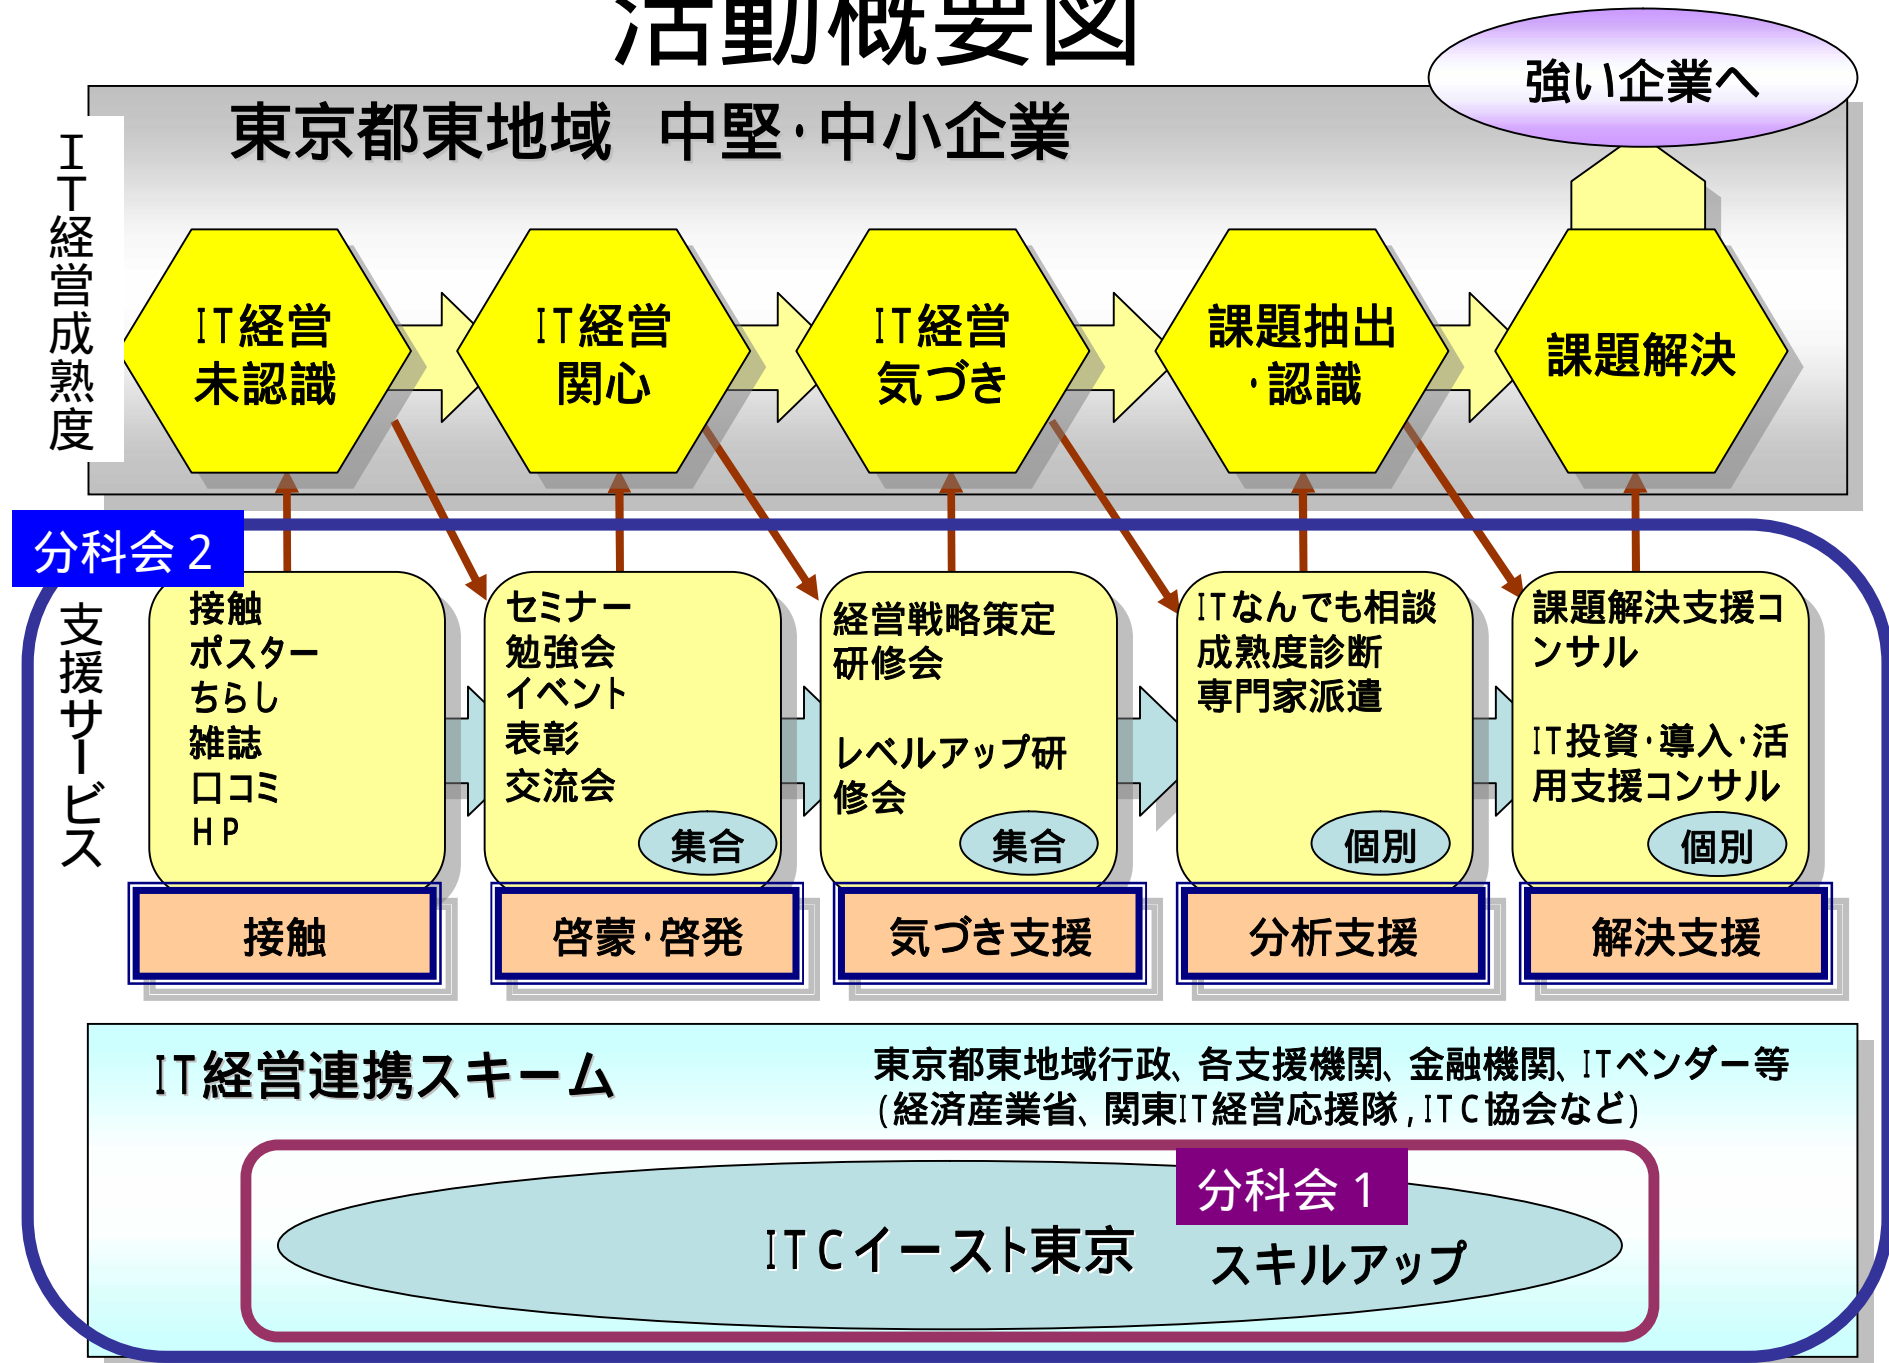 活動概要図
強い企業へ
東京都東地域　中堅・中小企業
ＩＴ経営成熟度
IT経営
未認識
IT経営
関心
IT経営
気づき
課題抽出
・認識
課題解決
分科会２
支援サービス
接触
ポスター
ちらし
雑誌
口コミ
ＨＰ
セミナー
勉強会
イベント
表彰
交流会
集合
経営戦略策定
研修会
レベルアップ研
修会
集合
ITなんでも相談
成熟度診断
専門家派遣
個別
課題解決支援コ
ンサル
IT投資・導入・活
用支援コンサル
個別
接触
啓蒙・啓発
気づき支援
分析支援
解決支援
IT経営連携スキーム
東京都東地域行政、各支援機関、金融機関、ITベンダー等
(経済産業省、関東IT経営応援隊,ITC協会など)
分科会１
ITCイースト東京
スキルアップ